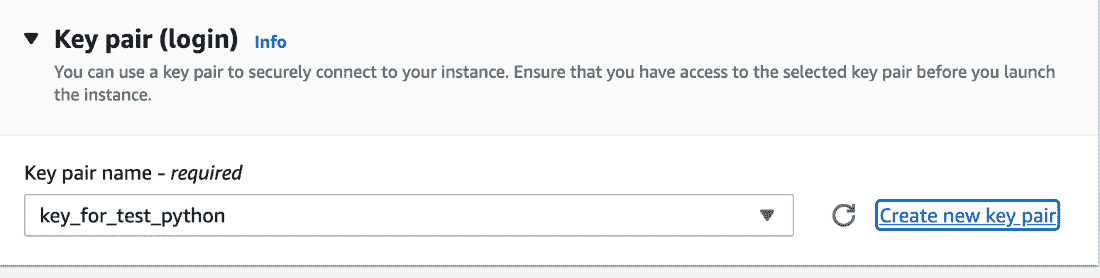 Key pair (login) Info
You can use a key pair to securely connect to your instance. Ensure that you have access to the selected key pair before you launch
the instance.
Key pair name - required
key_for_test_python
Create new key pair